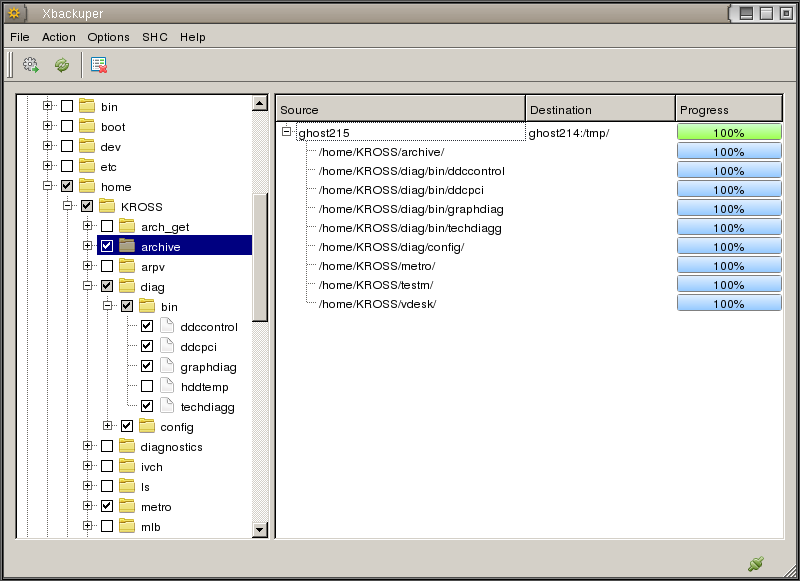 Xbackuper
File Action Options SHC Help
bin
boot
dev
etc
home
KROSS
arch_get
archive
arpv
diag
bin
ddccontrol
ddcpci
graphdiag
hddtemp
techdiagg
config
diagnostics
ivch
ls
metro
mlb
Source Destination Progress
ghost215 ghost214:/tmp/ 100%
/home/KROSS/archive/ 100%
/home/KROSS/diag/bin/ddccontrol 100%
/home/KROSS/diag/bin/ddcpci 100%
/home/KROSS/diag/bin/graphdiag 100%
/home/KROSS/diag/bin/techdiagg 100%
/home/KROSS/diag/config/ 100%
/home/KROSS/metro/ 100%
/home/KROSS/testm/ 100%
/home/KROSS/vdesk/ 100%